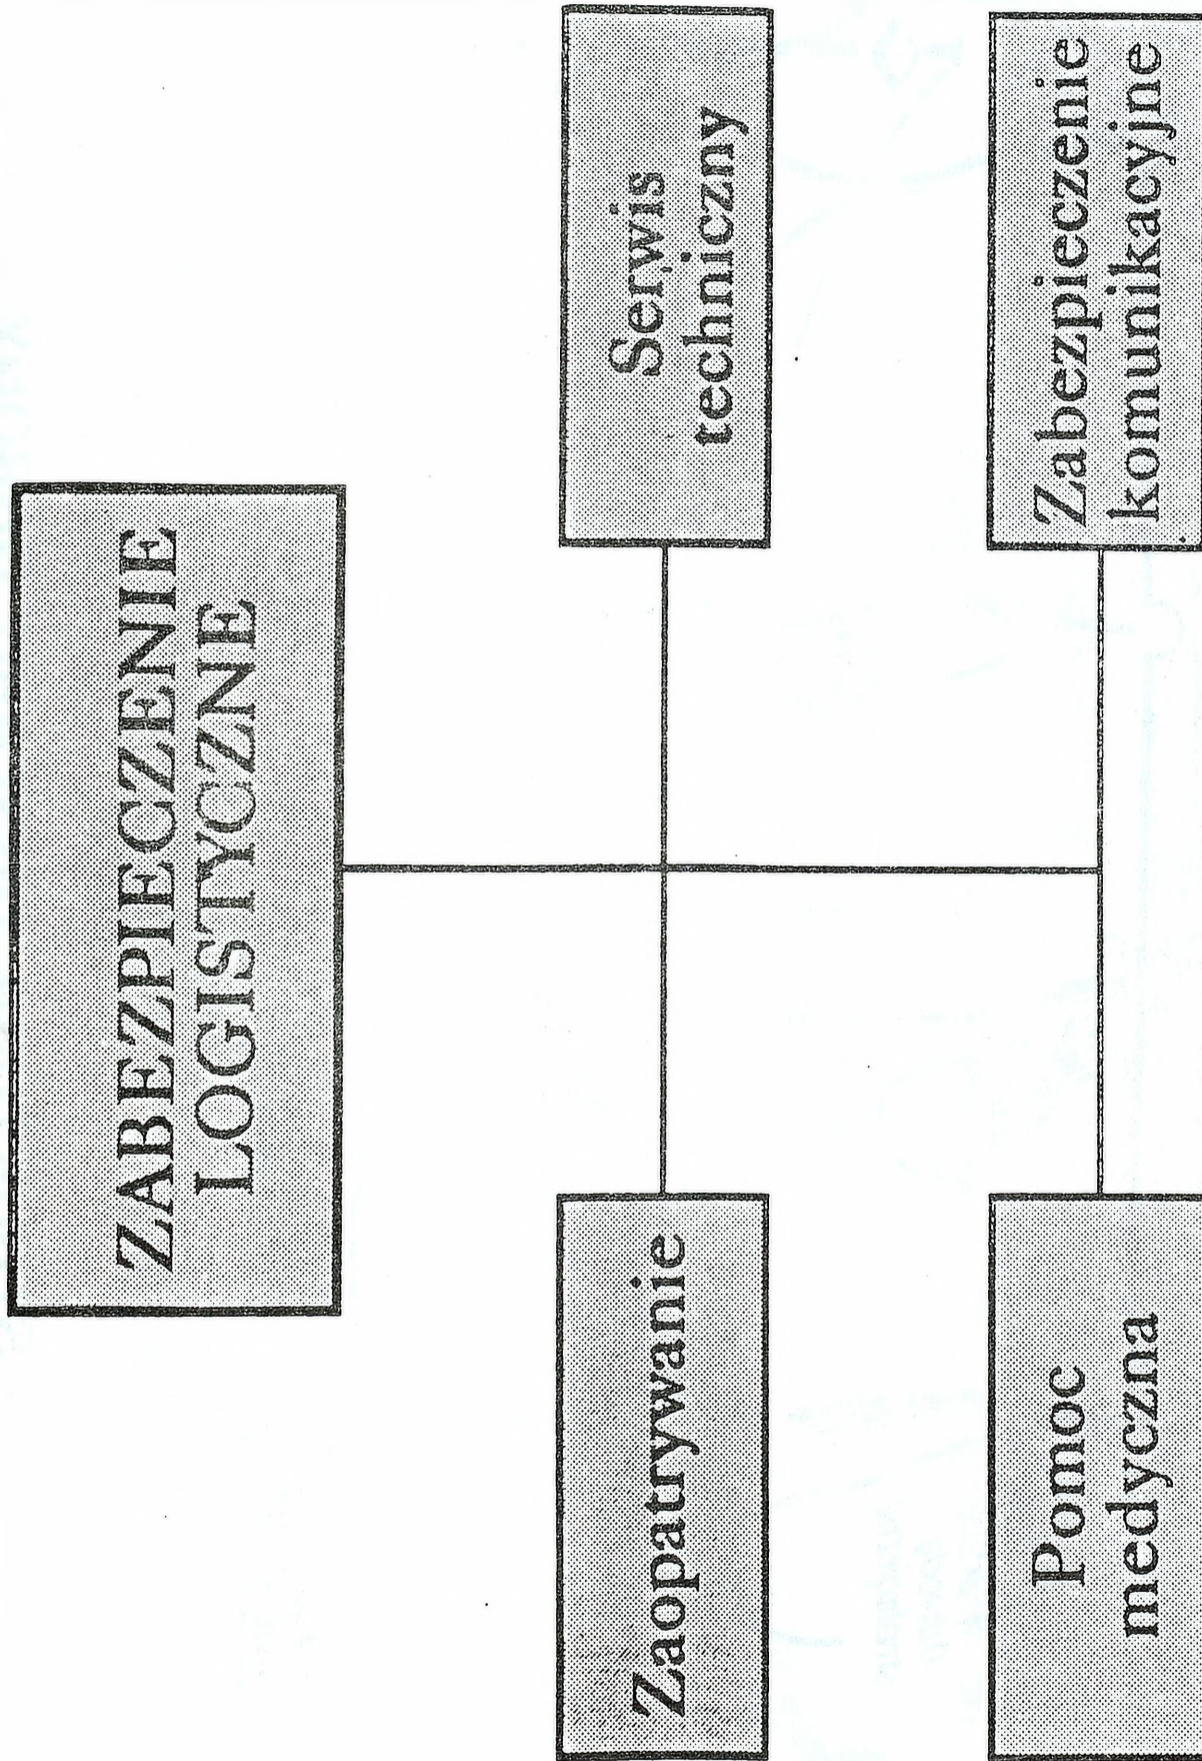 ZABEZPIECZENIE
LOGISTYCZNE
Zaopatrywanie
Serwis
techniczny
Pomoc
medyczna
Zabezpieczenie
komunikacyjne